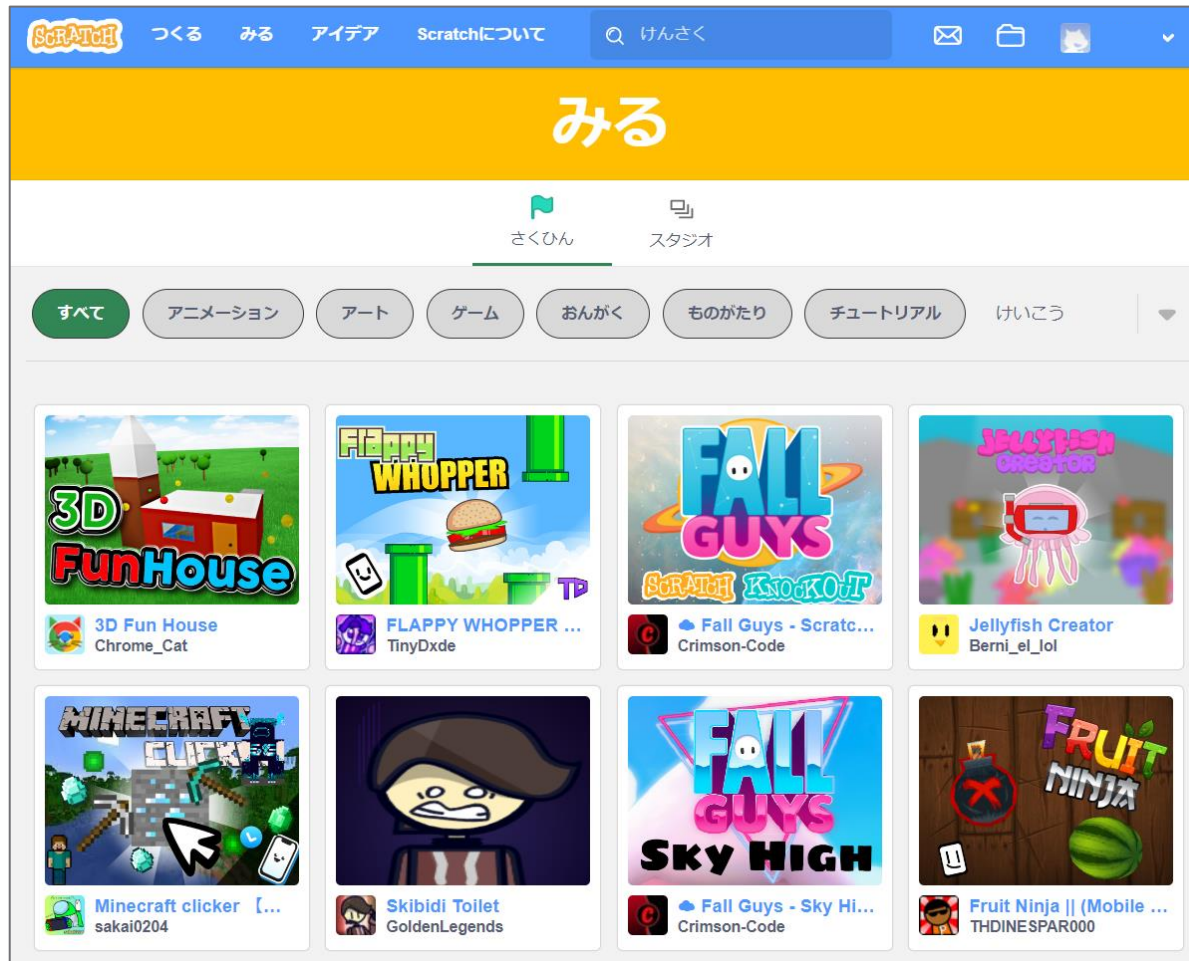 SCRATCH つくる みる アイデア Scratchについて けんさく
みる
さくひん スタジオ
すべて アニメーション アート ゲーム おんがく ものがたり チュートリアル けいこう
3D
FunHouse
3D Fun House
Chrome_Cat
Flappy
WHOPPER
TD
FLAPPY WHOPPER ...
TinyDxde
FALL
GUYS
SCRATCH KNOCKOUT
Fall Guys - Scratc...
Crimson-Code
JELLYFISH
CREATOR
Jellyfish Creator
Berni_el_lol
MINECRAFT
CLICKER
Minecraft clicker 【...
sakai0204
Skibidi Toilet
GoldenLegends
FALL
GUYS
SKY HIGH
Fall Guys - Sky Hi...
Crimson-Code
FRUIT
NINJA
Fruit Ninja || (Mobile ...
THDINESPAR000